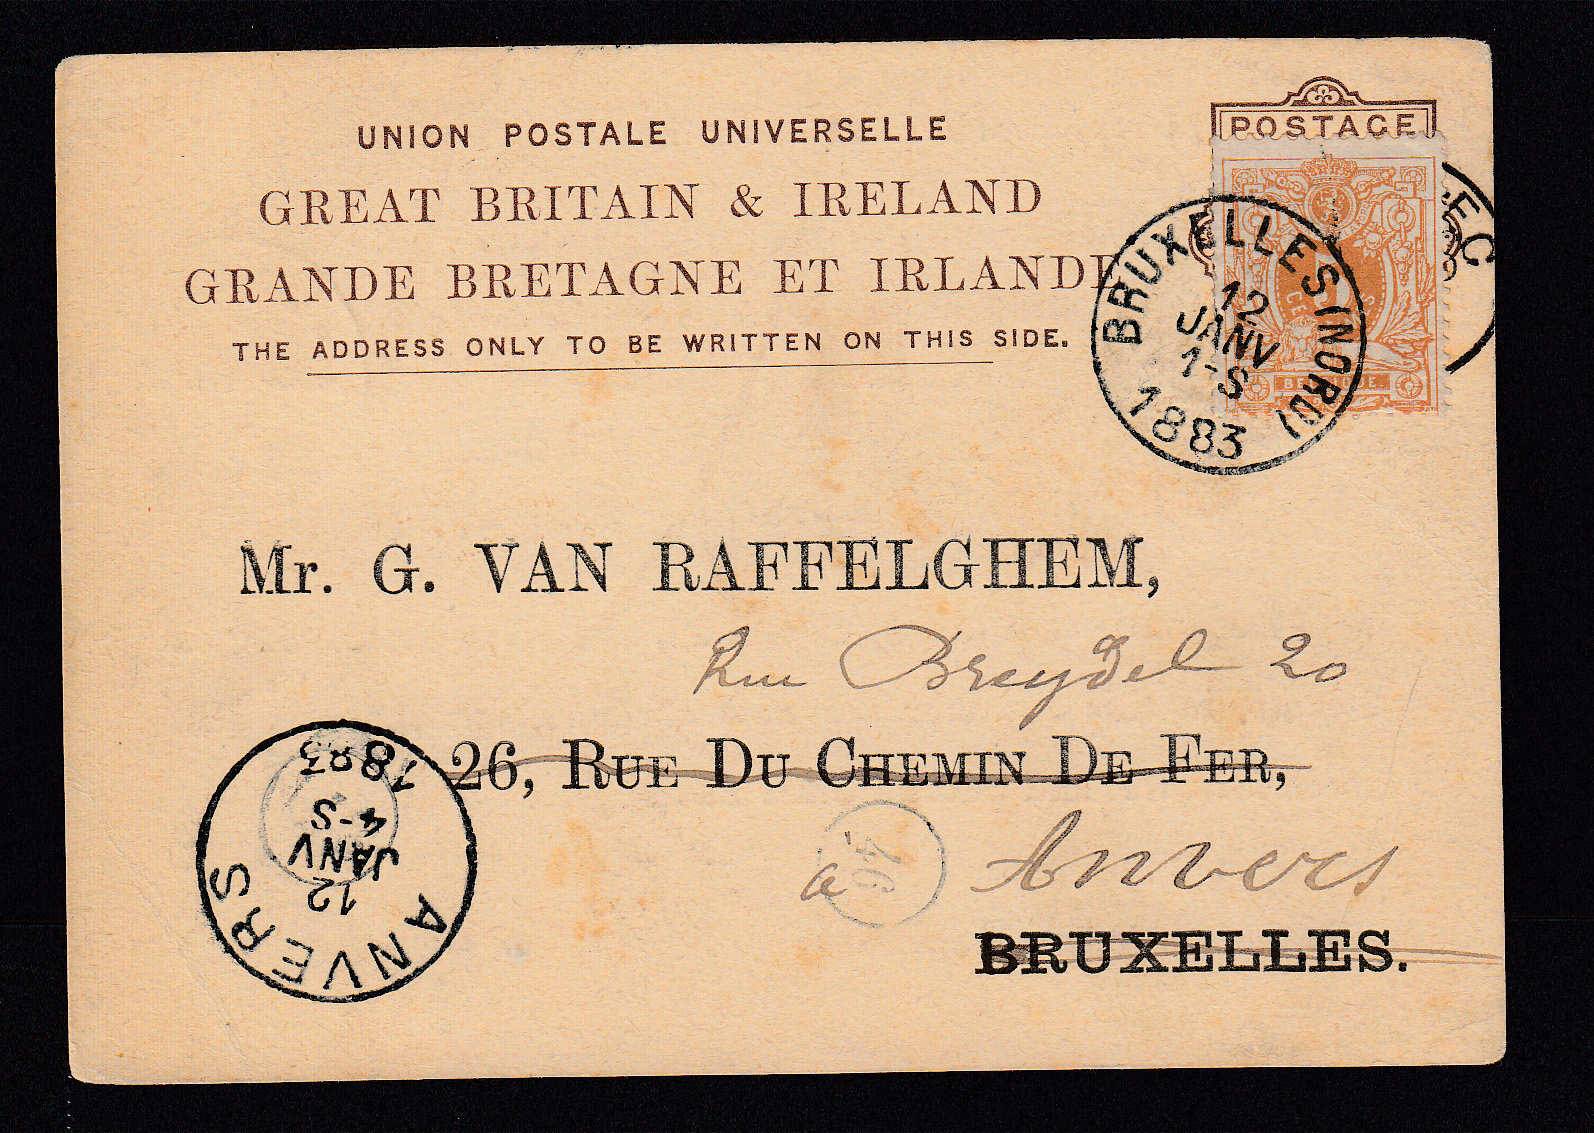 UNION POSTALE UNIVERSELLE
GREAT BRITAIN & IRELAND
GRANDE BRETAGNE ET IRLANDE
THE ADDRESS ONLY TO BE WRITTEN ON THIS SIDE.
POSTAGE
EC
BRUXELLES (NORD)
12
JANV
1-S
1883
Mr. G. VAN RAFFELGHEM,
Rue Breydel 20
26, RUE DU CHEMIN DE FER,
a Anvers
BRUXELLES.
ANVERS
12
JANV
4-S
1883